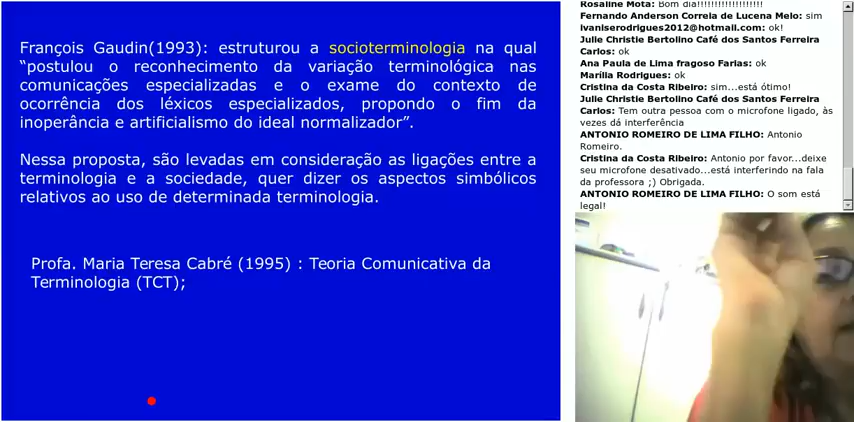 François Gaudin(1993): estruturou a socioterminologia na qual
“postulou o reconhecimento da variação terminológica nas
comunicações especializadas e o exame do contexto de
ocorrência dos léxicos especializados, propondo o fim da
inoperância e artificialismo do ideal normalizador”.
Nessa proposta, são levadas em consideração as ligações entre a
terminologia e a sociedade, quer dizer os aspectos simbólicos
relativos ao uso de determinada terminologia.
Profa. Maria Teresa Cabré (1995) : Teoria Comunicativa da
Terminologia (TCT);
Rosaline Mota: Bom dia!!!!!!!!!!!!!!!!!!!
Fernando Anderson Correia de Lucena Melo: sim
ivaniserodrigues2012@hotmail.com: ok!
Julie Christie Bertolino Café dos Santos Ferreira
Carlos: ok
Ana Paula de Lima fragoso Farias: ok
Marília Rodrigues: ok
Cristina da Costa Ribeiro: sim...está ótimo!
Julie Christie Bertolino Café dos Santos Ferreira
Carlos: Tem outra pessoa com o microfone ligado, às
vezes dá interferência
ANTONIO ROMEIRO DE LIMA FILHO: Antonio
Romeiro.
Cristina da Costa Ribeiro: Antonio por favor...deixe
seu microfone desativado...está interferindo na fala
da professora ;) Obrigada.
ANTONIO ROMEIRO DE LIMA FILHO: O som está
legal!